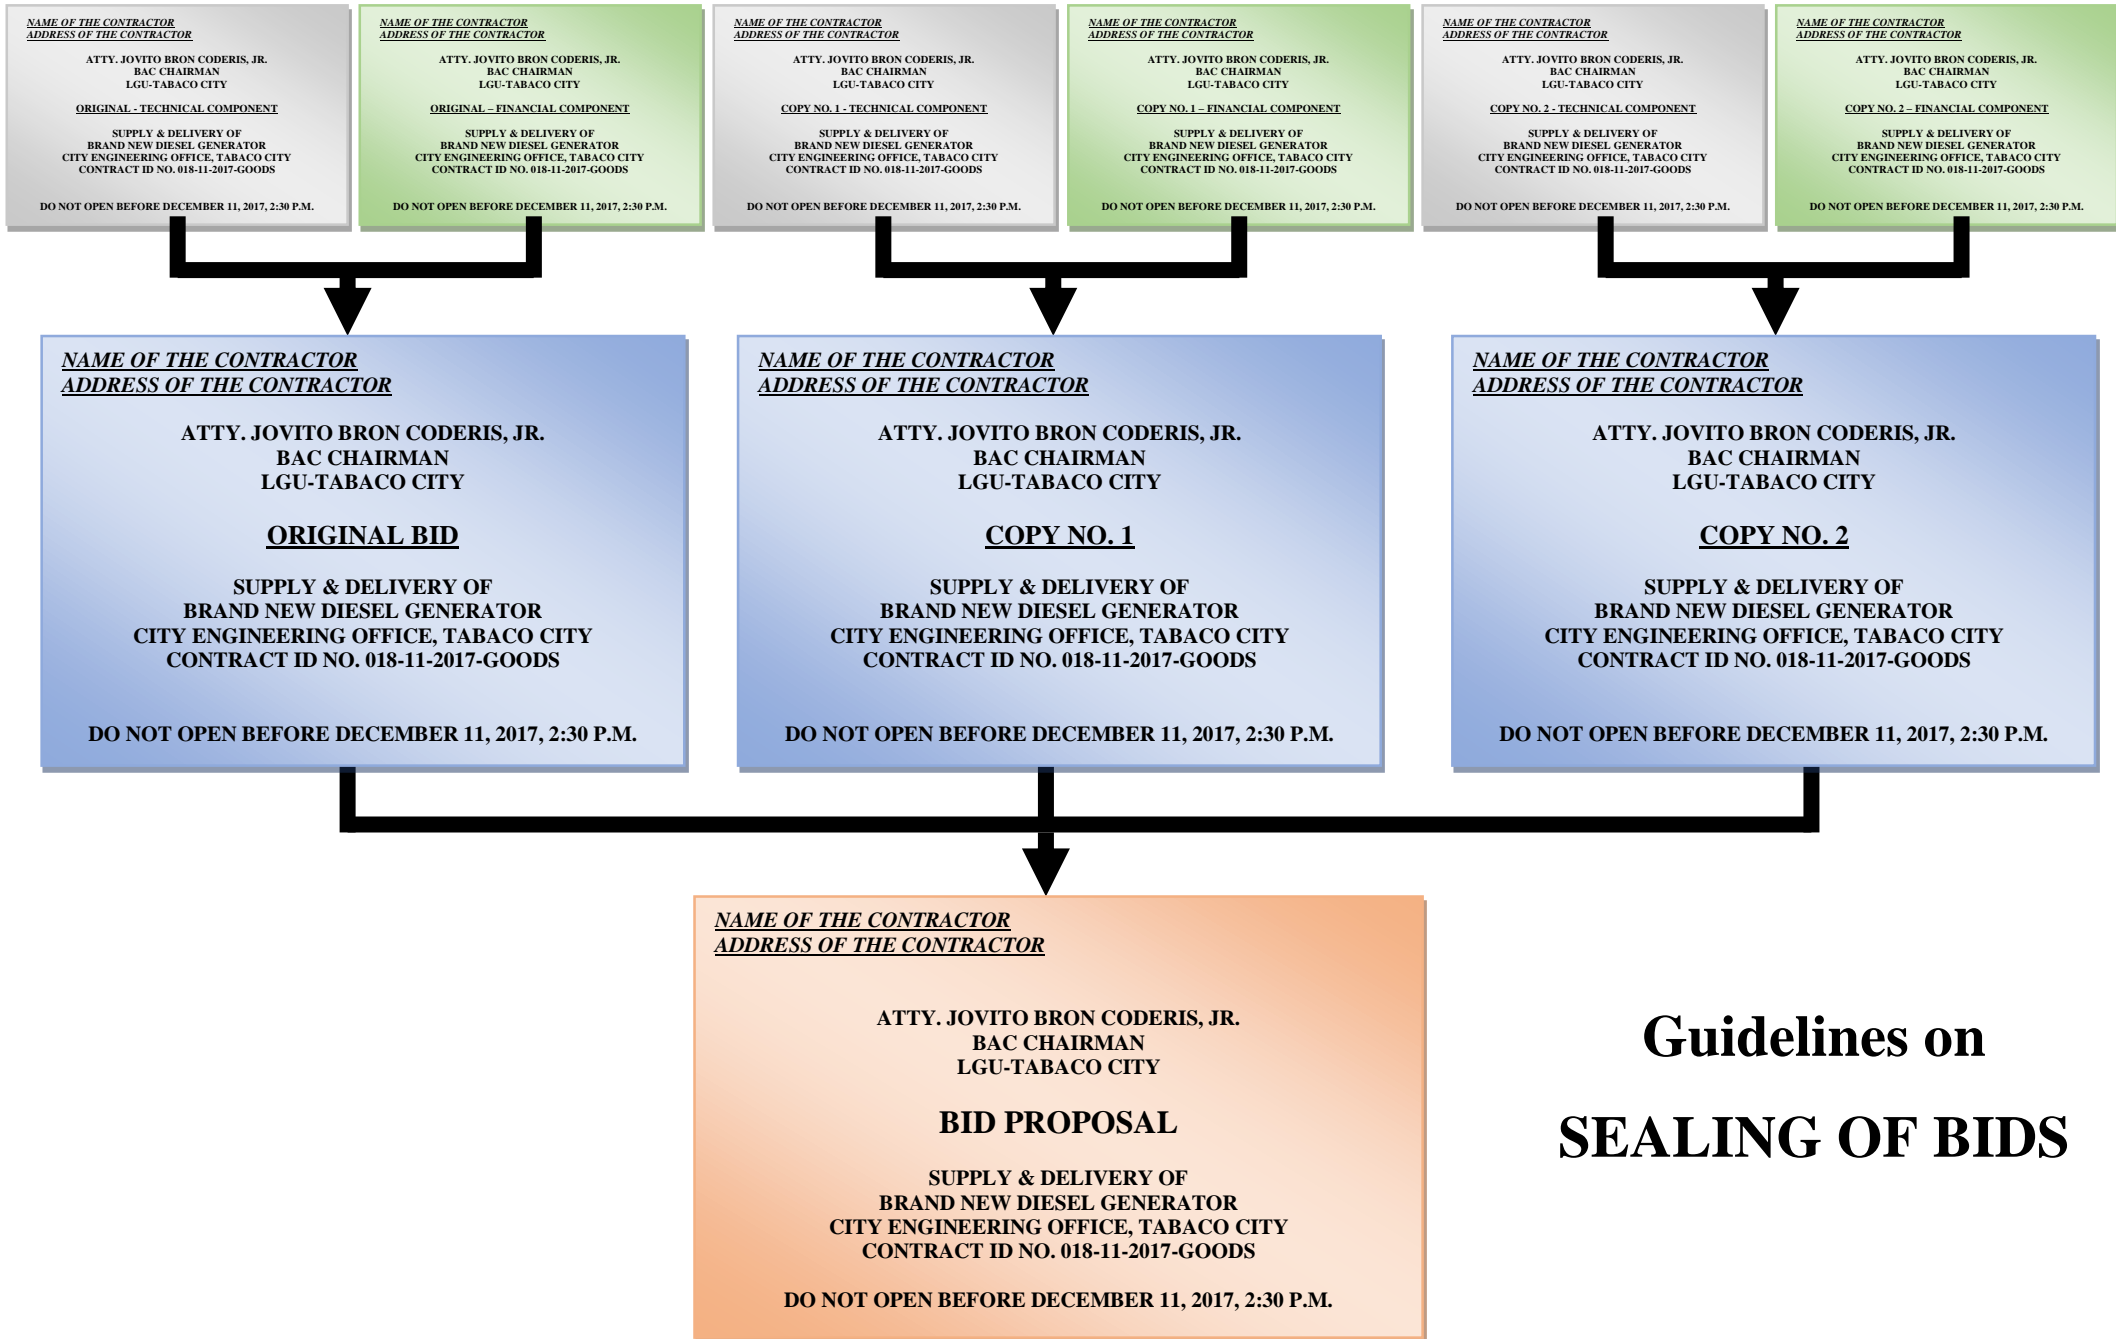 NAME OF THE CONTRACTOR
ADDRESS OF THE CONTRACTOR
ATTY. JOVITO BRON CODERIS, JR.
BAC CHAIRMAN
LGU-TABACO CITY
ORIGINAL - TECHNICAL COMPONENT
SUPPLY & DELIVERY OF
BRAND NEW DIESEL GENERATOR
CITY ENGINEERING OFFICE, TABACO CITY
CONTRACT ID NO. 018-11-2017-GOODS
DO NOT OPEN BEFORE DECEMBER 11, 2017, 2:30 P.M.
NAME OF THE CONTRACTOR
ADDRESS OF THE CONTRACTOR
ATTY. JOVITO BRON CODERIS, JR.
BAC CHAIRMAN
LGU-TABACO CITY
ORIGINAL – FINANCIAL COMPONENT
SUPPLY & DELIVERY OF
BRAND NEW DIESEL GENERATOR
CITY ENGINEERING OFFICE, TABACO CITY
CONTRACT ID NO. 018-11-2017-GOODS
DO NOT OPEN BEFORE DECEMBER 11, 2017, 2:30 P.M.
NAME OF THE CONTRACTOR
ADDRESS OF THE CONTRACTOR
ATTY. JOVITO BRON CODERIS, JR.
BAC CHAIRMAN
LGU-TABACO CITY
COPY NO. 1 - TECHNICAL COMPONENT
SUPPLY & DELIVERY OF
BRAND NEW DIESEL GENERATOR
CITY ENGINEERING OFFICE, TABACO CITY
CONTRACT ID NO. 018-11-2017-GOODS
DO NOT OPEN BEFORE DECEMBER 11, 2017, 2:30 P.M.
NAME OF THE CONTRACTOR
ADDRESS OF THE CONTRACTOR
ATTY. JOVITO BRON CODERIS, JR.
BAC CHAIRMAN
LGU-TABACO CITY
COPY NO. 1 – FINANCIAL COMPONENT
SUPPLY & DELIVERY OF
BRAND NEW DIESEL GENERATOR
CITY ENGINEERING OFFICE, TABACO CITY
CONTRACT ID NO. 018-11-2017-GOODS
DO NOT OPEN BEFORE DECEMBER 11, 2017, 2:30 P.M.
NAME OF THE CONTRACTOR
ADDRESS OF THE CONTRACTOR
ATTY. JOVITO BRON CODERIS, JR.
BAC CHAIRMAN
LGU-TABACO CITY
COPY NO. 2 - TECHNICAL COMPONENT
SUPPLY & DELIVERY OF
BRAND NEW DIESEL GENERATOR
CITY ENGINEERING OFFICE, TABACO CITY
CONTRACT ID NO. 018-11-2017-GOODS
DO NOT OPEN BEFORE DECEMBER 11, 2017, 2:30 P.M.
NAME OF THE CONTRACTOR
ADDRESS OF THE CONTRACTOR
ATTY. JOVITO BRON CODERIS, JR.
BAC CHAIRMAN
LGU-TABACO CITY
COPY NO. 2 – FINANCIAL COMPONENT
SUPPLY & DELIVERY OF
BRAND NEW DIESEL GENERATOR
CITY ENGINEERING OFFICE, TABACO CITY
CONTRACT ID NO. 018-11-2017-GOODS
DO NOT OPEN BEFORE DECEMBER 11, 2017, 2:30 P.M.
NAME OF THE CONTRACTOR
ADDRESS OF THE CONTRACTOR
ATTY. JOVITO BRON CODERIS, JR.
BAC CHAIRMAN
LGU-TABACO CITY
ORIGINAL BID
SUPPLY & DELIVERY OF
BRAND NEW DIESEL GENERATOR
CITY ENGINEERING OFFICE, TABACO CITY
CONTRACT ID NO. 018-11-2017-GOODS
DO NOT OPEN BEFORE DECEMBER 11, 2017, 2:30 P.M.
NAME OF THE CONTRACTOR
ADDRESS OF THE CONTRACTOR
ATTY. JOVITO BRON CODERIS, JR.
BAC CHAIRMAN
LGU-TABACO CITY
COPY NO. 1
SUPPLY & DELIVERY OF
BRAND NEW DIESEL GENERATOR
CITY ENGINEERING OFFICE, TABACO CITY
CONTRACT ID NO. 018-11-2017-GOODS
DO NOT OPEN BEFORE DECEMBER 11, 2017, 2:30 P.M.
NAME OF THE CONTRACTOR
ADDRESS OF THE CONTRACTOR
ATTY. JOVITO BRON CODERIS, JR.
BAC CHAIRMAN
LGU-TABACO CITY
COPY NO. 2
SUPPLY & DELIVERY OF
BRAND NEW DIESEL GENERATOR
CITY ENGINEERING OFFICE, TABACO CITY
CONTRACT ID NO. 018-11-2017-GOODS
DO NOT OPEN BEFORE DECEMBER 11, 2017, 2:30 P.M.
NAME OF THE CONTRACTOR
ADDRESS OF THE CONTRACTOR
ATTY. JOVITO BRON CODERIS, JR.
BAC CHAIRMAN
LGU-TABACO CITY
BID PROPOSAL
SUPPLY & DELIVERY OF
BRAND NEW DIESEL GENERATOR
CITY ENGINEERING OFFICE, TABACO CITY
CONTRACT ID NO. 018-11-2017-GOODS
DO NOT OPEN BEFORE DECEMBER 11, 2017, 2:30 P.M.
Guidelines on
SEALING OF BIDS